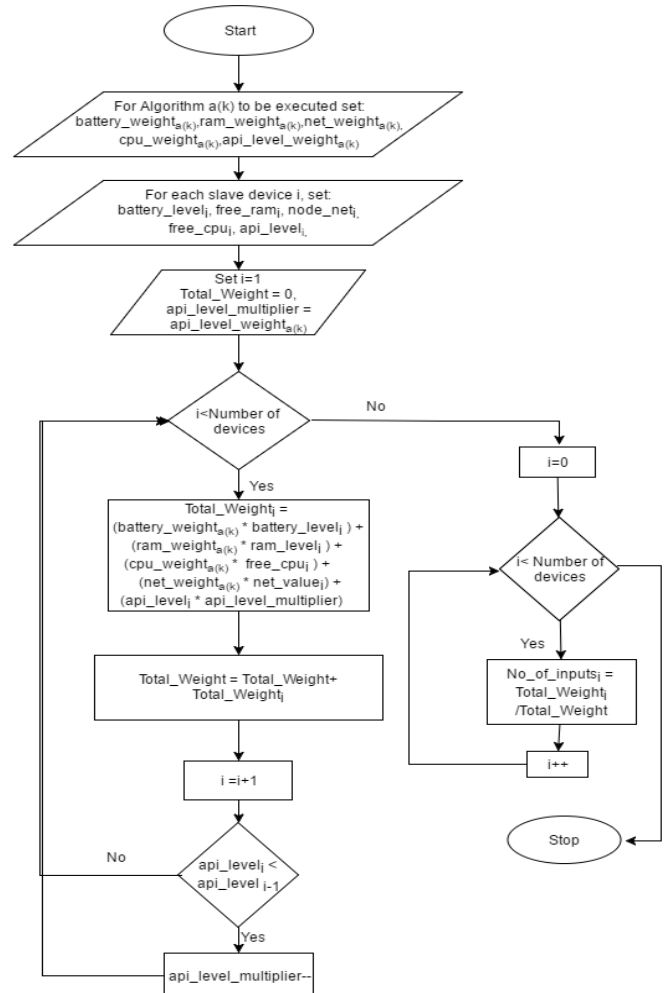 Start
For Algorithm a(k) to be executed set:
battery_weighta(k),ram_weighta(k),net_weighta(k),
cpu_weighta(k),api_level_weighta(k)
For each slave device i, set:
battery_leveli, free_rami, node_neti,
free_cpui, api_leveli.
Set i=1
Total_Weight = 0,
api_level_multiplier =
api_level_weighta(k)
i<Number of
devices
No
Yes
Total_Weighti =
(battery_weighta(k) * battery_leveli ) +
(ram_weighta(k) * ram_leveli ) +
(cpu_weighta(k) * free_cpui ) +
(net_weighta(k) * net_valuei) +
(api_leveli * api_level_multiplier)
Total_Weight = Total_Weight+
Total_Weighti
i =i+1
api_leveli <
api_level i-1
No
Yes
api_level_multiplier--
i=0
i< Number of
devices
Yes
No_of_inputsi =
Total_Weighti
/Total_Weight
i++
Stop